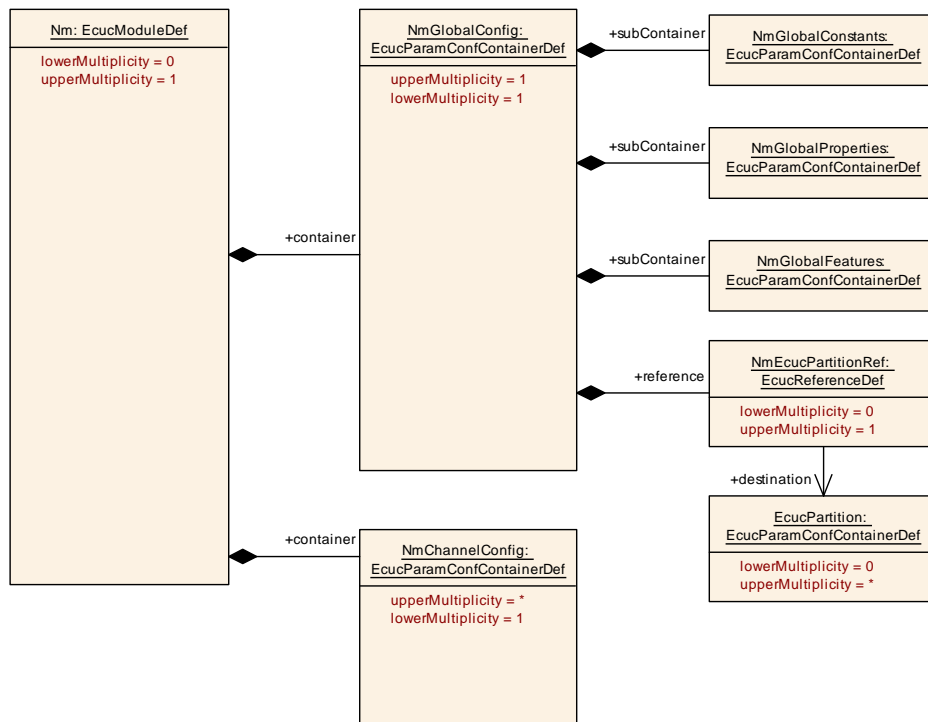 Nm: EcucModuleDef
lowerMultiplicity = 0
upperMultiplicity = 1
+container
+container
NmGlobalConfig:
EcucParamConfContainerDef
upperMultiplicity = 1
lowerMultiplicity = 1
+subContainer
NmGlobalConstants:
EcucParamConfContainerDef
+subContainer
NmGlobalProperties:
EcucParamConfContainerDef
+subContainer
NmGlobalFeatures:
EcucParamConfContainerDef
+reference
NmEcucPartitionRef:
EcucReferenceDef
lowerMultiplicity = 0
upperMultiplicity = 1
+destination
EcucPartition:
EcucParamConfContainerDef
lowerMultiplicity = 0
upperMultiplicity = *
NmChannelConfig:
EcucParamConfContainerDef
upperMultiplicity = *
lowerMultiplicity = 1